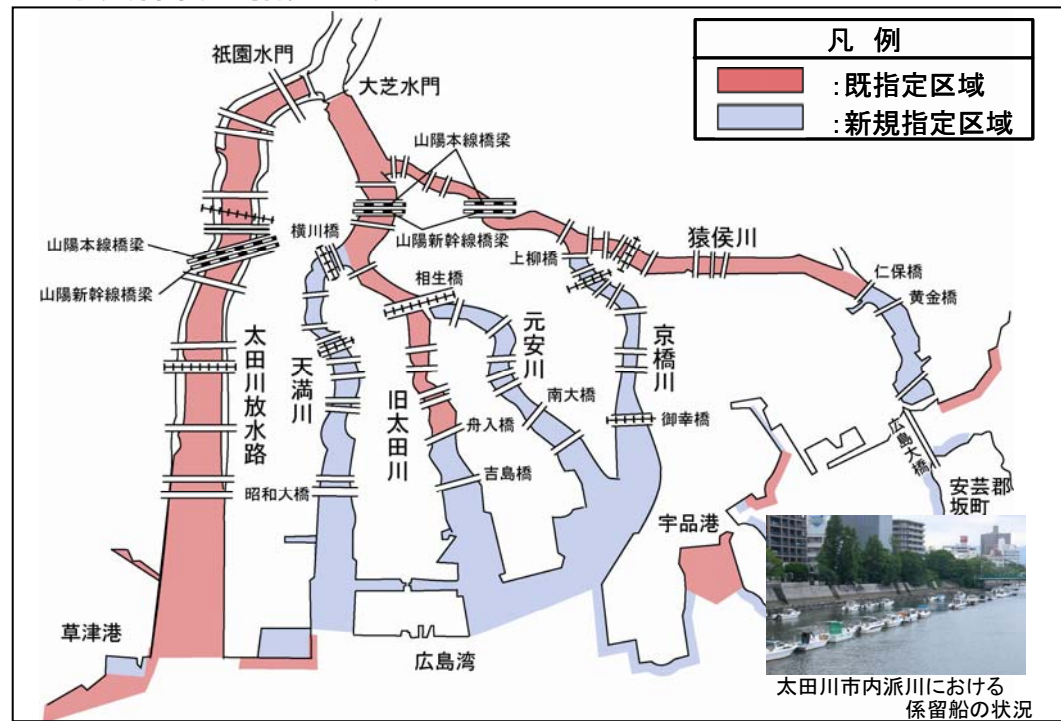 凡 例
:既指定区域
:新規指定区域
祇園水門
大芝水門
山陽本線橋梁
山陽新幹線橋梁
横川橋
相生橋
上柳橋
猿侯川
仁保橋
黄金橋
山陽本線橋梁
山陽新幹線橋梁
太田川放水路
天満川
旧太田川
元安川
京橋川
南大橋
御幸橋
舟入橋
吉島橋
昭和大橋
広島大橋
安芸郡
坂町
宇品港
草津港
広島湾
太田川市内派川における
係留船の状況